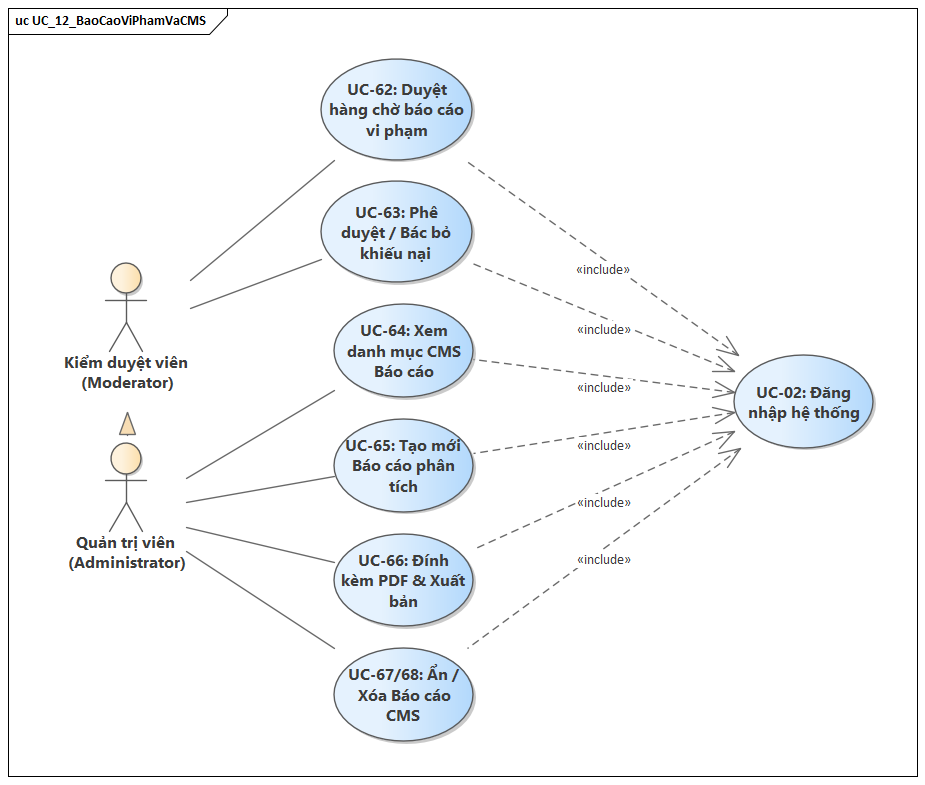 uc UC_12_BaoCaoViPhamVaCMS
UC-62: Duyệt
hàng chờ báo cáo
vi phạm
UC-63: Phê
duyệt / Bác bỏ
khiếu nại
UC-64: Xem
danh mục CMS
Báo cáo
UC-65: Tạo mới
Báo cáo phân
tích
UC-66: Đính
kèm PDF & Xuất
bản
UC-67/68: Ẩn /
Xóa Báo cáo
CMS
Kiểm duyệt viên
(Moderator)
Quản trị viên
(Administrator)
«include»
«include»
«include»
«include»
«include»
«include»
UC-02: Đăng
nhập hệ thống